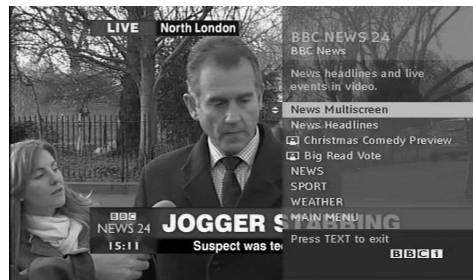 LIVE North London
BBC NEWS 24
BBC News
News headlines and live
events in video.
News Multiscreen
News Headlines
Christmas Comedy Preview
Big Read Vote
NEWS
SPORT
WEATHER
MAIN MENU
Press TEXT to exit
BBCi
BBC
NEWS 24
15:11
JOGGER STABBING
Suspect was